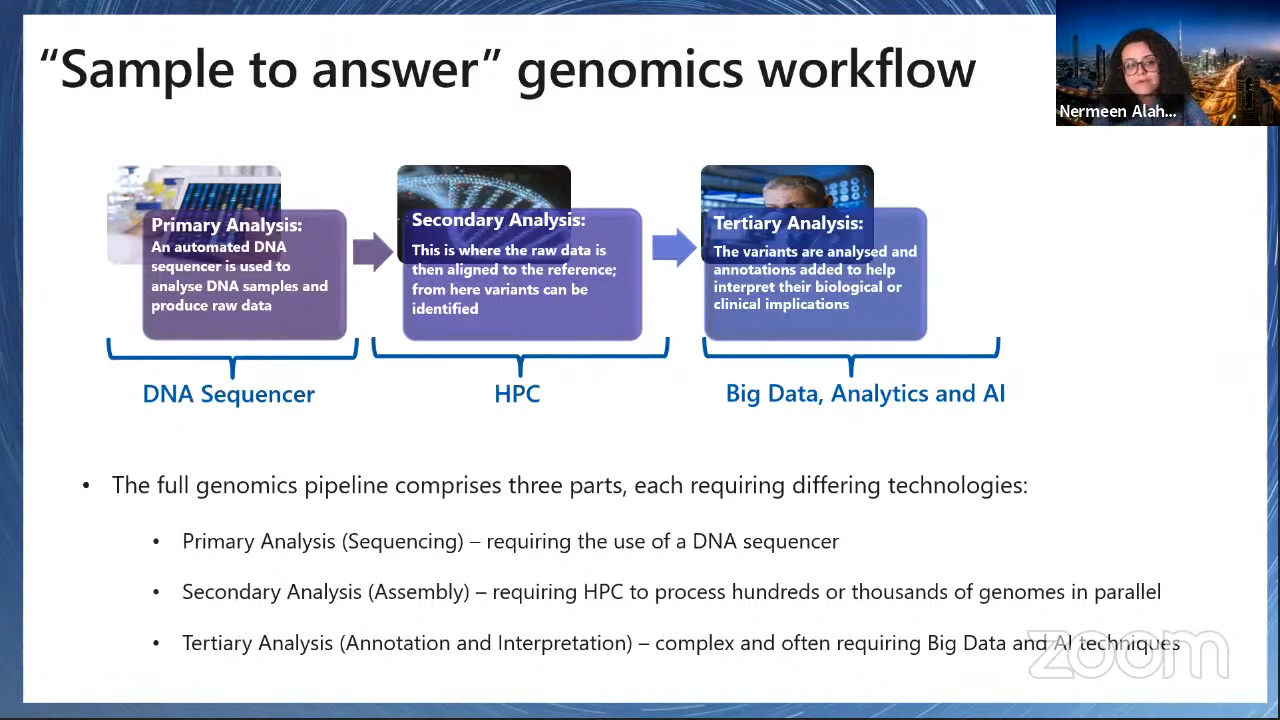 “Sample to answer” genomics workflow
Nermeen Alah...
Primary Analysis:
An automated DNA
sequencer is used to
analyse DNA samples and
produce raw data
Secondary Analysis:
This is where the raw data is
then aligned to the reference;
from here variants can be
identified
Tertiary Analysis:
The variants are analysed and
annotations added to help
interpret their biological or
clinical implications
DNA Sequencer
HPC
Big Data, Analytics and AI
• The full genomics pipeline comprises three parts, each requiring differing technologies:
• Primary Analysis (Sequencing) – requiring the use of a DNA sequencer
• Secondary Analysis (Assembly) – requiring HPC to process hundreds or thousands of genomes in parallel
• Tertiary Analysis (Annotation and Interpretation) – complex and often requiring Big Data and AI techniques
zoom